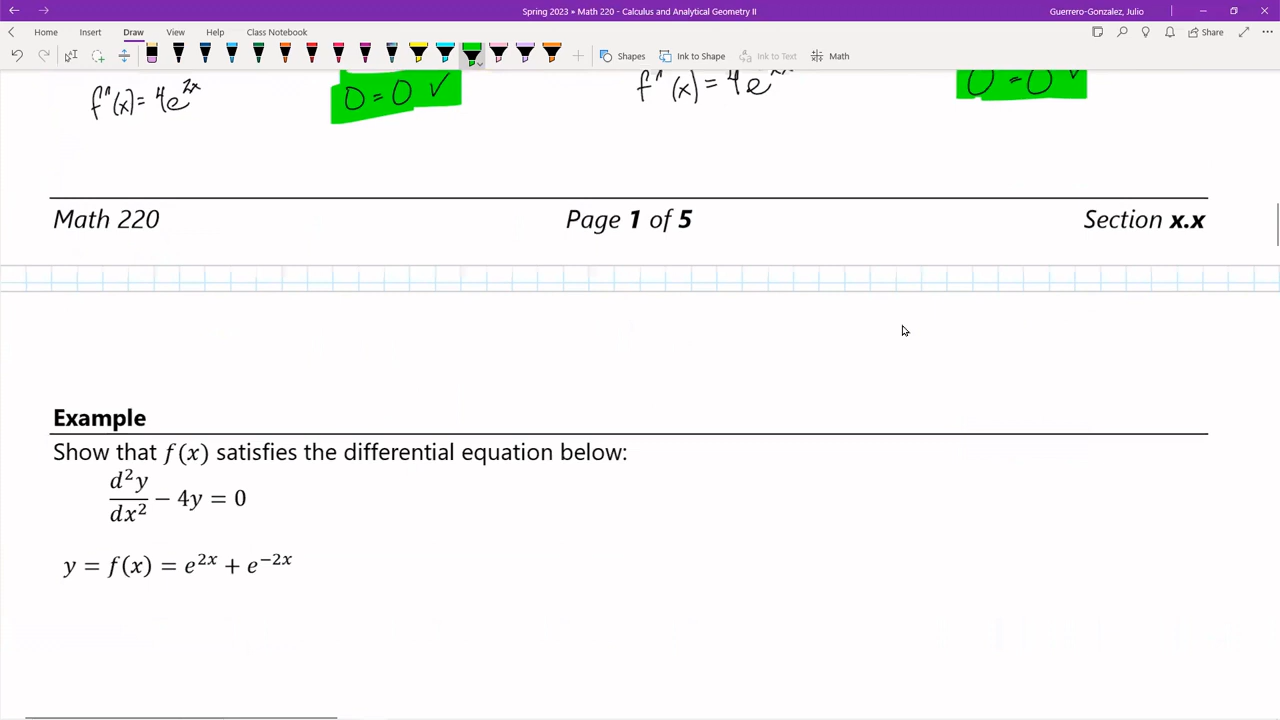 Spring 2023 » Math 220 - Calculus and Analytical Geometry II
Guerrero-Gonzalez, Julio
Home Insert Draw View Help Class Notebook
Share
Shapes Ink to Shape Ink to Text Math
f"(x) = 4e^{2x} 0 = 0 ✓ f"(x) = 4e 0 = 0 ✓
Math 220 Page 1 of 5 Section x.x
Example
Show that f(x) satisfies the differential equation below:
d²y/dx² − 4y = 0
y = f(x) = e^{2x} + e^{−2x}